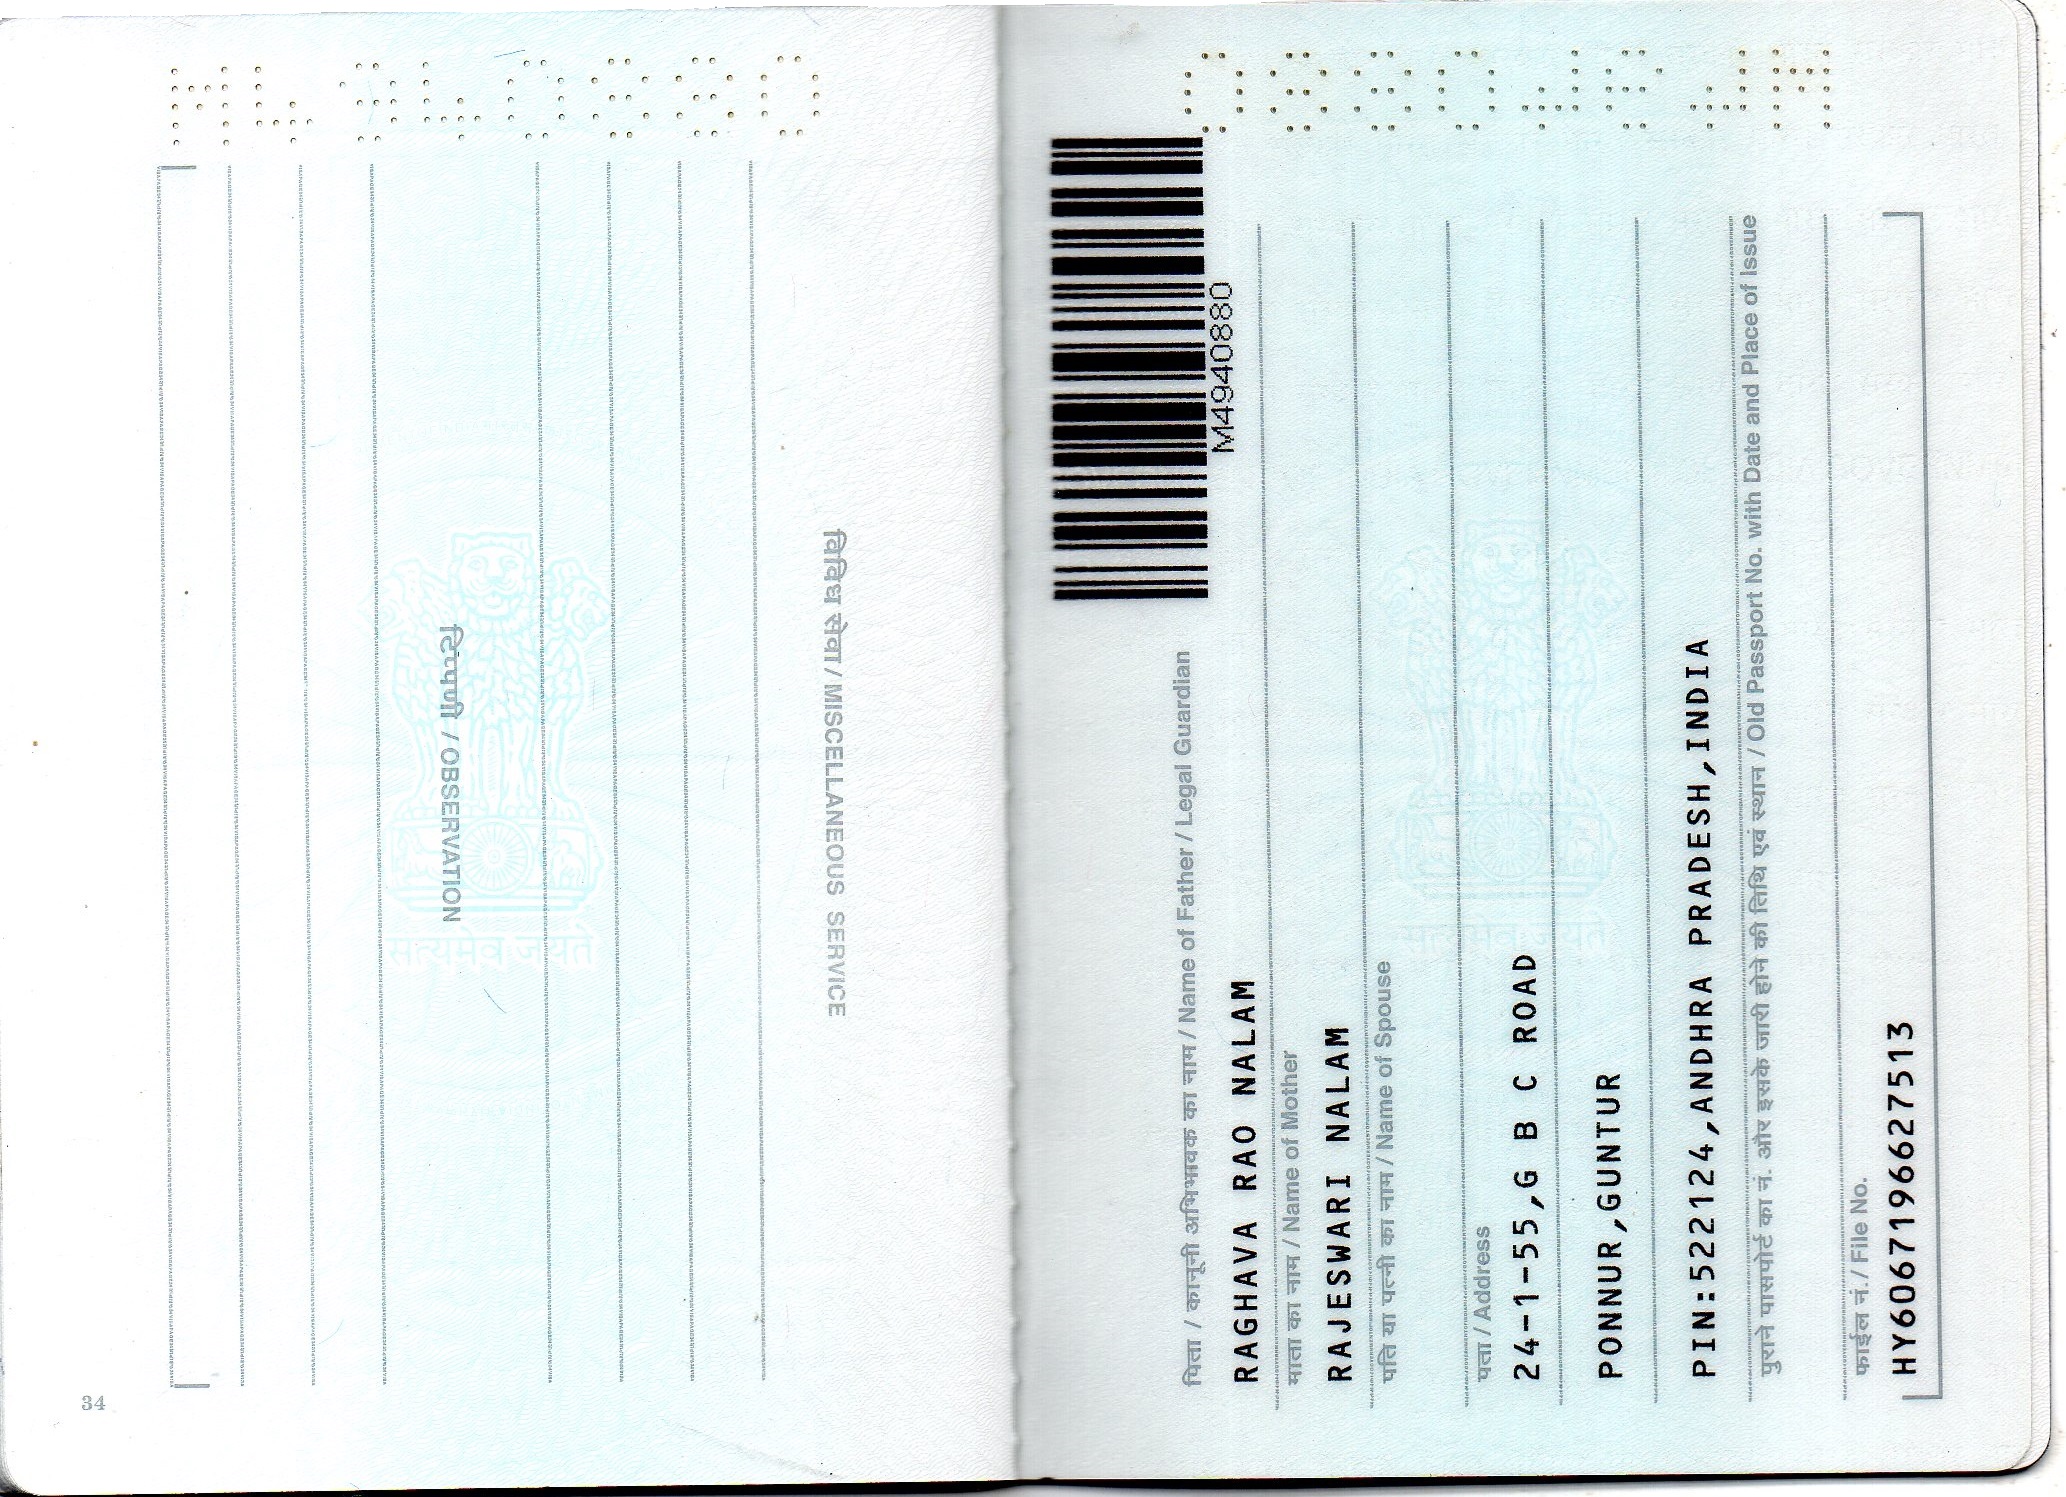 M4940880
टिप्पणी / OBSERVATION
सत्यमेव जयते
विविध सेवा / MISCELLANEOUS SERVICE
34
M4940880
M4940880
पिता / कानूनी अभिभावक का नाम / Name of Father / Legal Guardian
RAGHAVA RAO NALAM
माता का नाम / Name of Mother
RAJESWARI NALAM
पति या पत्नी का नाम / Name of Spouse
पता / Address
24-1-55,G B C ROAD
PONNUR,GUNTUR
PIN:522124,ANDHRA PRADESH,INDIA
पुराने पासपोर्ट का नं. और इसके जारी होने की तिथि एवं स्थान / Old Passport No. with Date and Place of Issue
फाईल नं. / File No.
HY6067196627513
सत्यमेव जयते